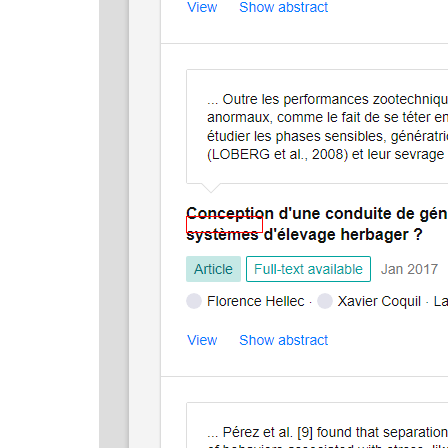 View Show abstract
... Outre les performances zootechniqu
anormaux, comme le fait de se téter en
étudier les phases sensibles, génératri
(LOBERG et al., 2008) et leur sevrage
Conception d'une conduite de gén
systèmes d'élevage herbager ?
Article Full-text available Jan 2017
Florence Hellec · Xavier Coquil · La
View Show abstract
... Pérez et al. [9] found that separation